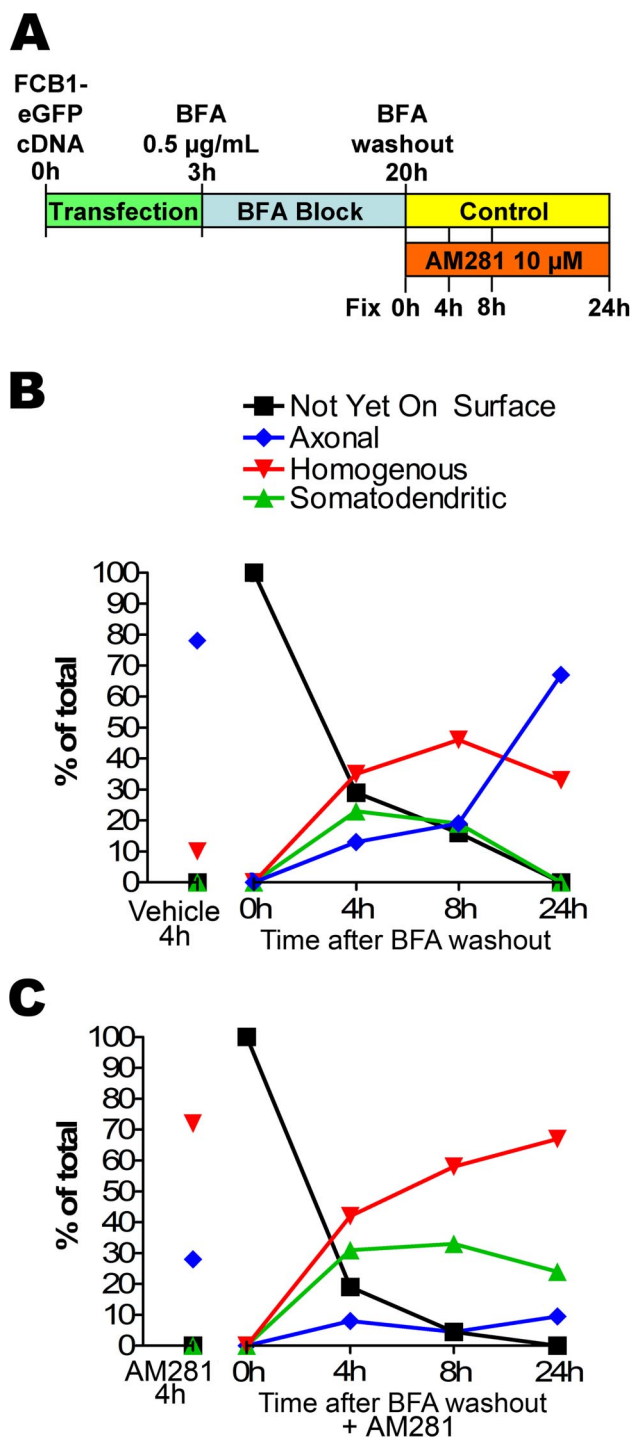 A
FCB1-
eGFP
cDNA
0h
BFA
0.5 µg/mL
3h
BFA
washout
20h
Transfection
BFA Block
Control
AM281 10 µM
Fix 0h 4h 8h 24h
B
Not Yet On Surface
Axonal
Homogenous
Somatodendritic
% of total
100
90
80
70
60
50
40
30
20
10
0
Vehicle
4h
0h 4h 8h 24h
Time after BFA washout
C
% of total
100
90
80
70
60
50
40
30
20
10
0
AM281
4h
0h 4h 8h 24h
Time after BFA washout
+ AM281